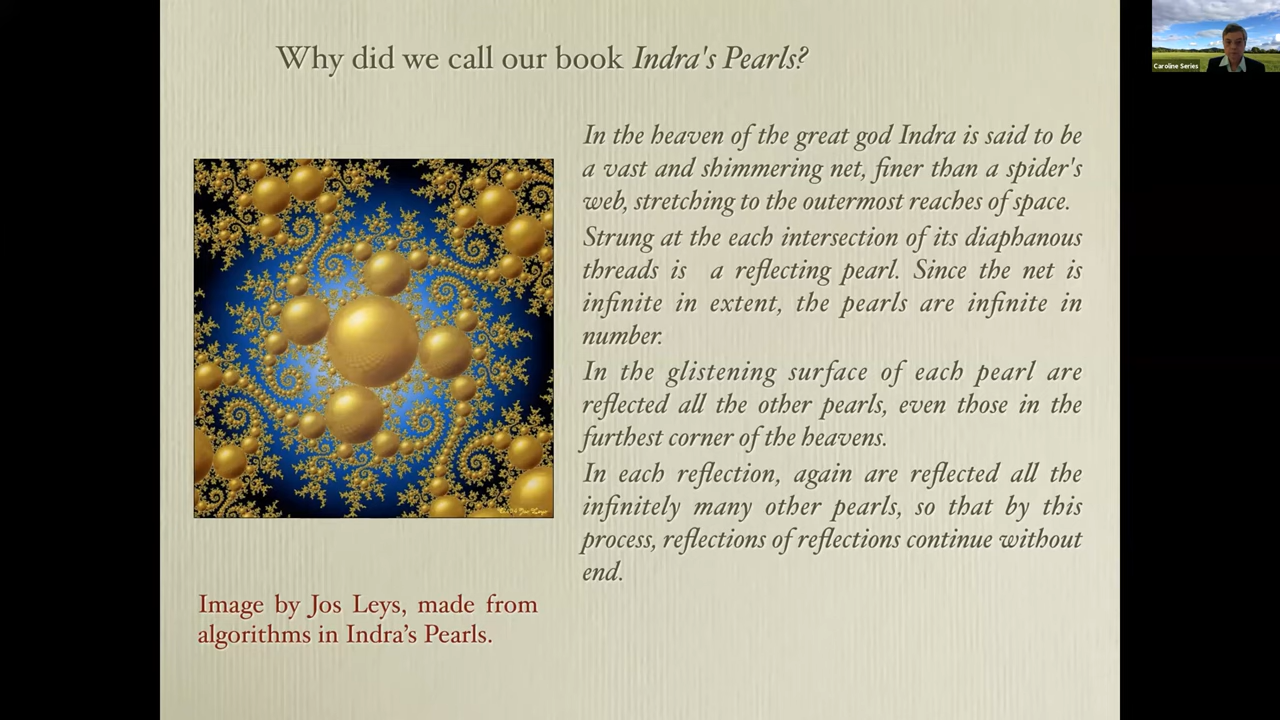 Why did we call our book Indra's Pearls?
Caroline Series
In the heaven of the great god Indra is said to be
a vast and shimmering net, finer than a spider's
web, stretching to the outermost reaches of space.
Strung at the each intersection of its diaphanous
threads is a reflecting pearl. Since the net is
infinite in extent, the pearls are infinite in
number.
In the glistening surface of each pearl are
reflected all the other pearls, even those in the
furthest corner of the heavens.
In each reflection, again are reflected all the
infinitely many other pearls, so that by this
process, reflections of reflections continue without
end.
Image by Jos Leys, made from
algorithms in Indra's Pearls.